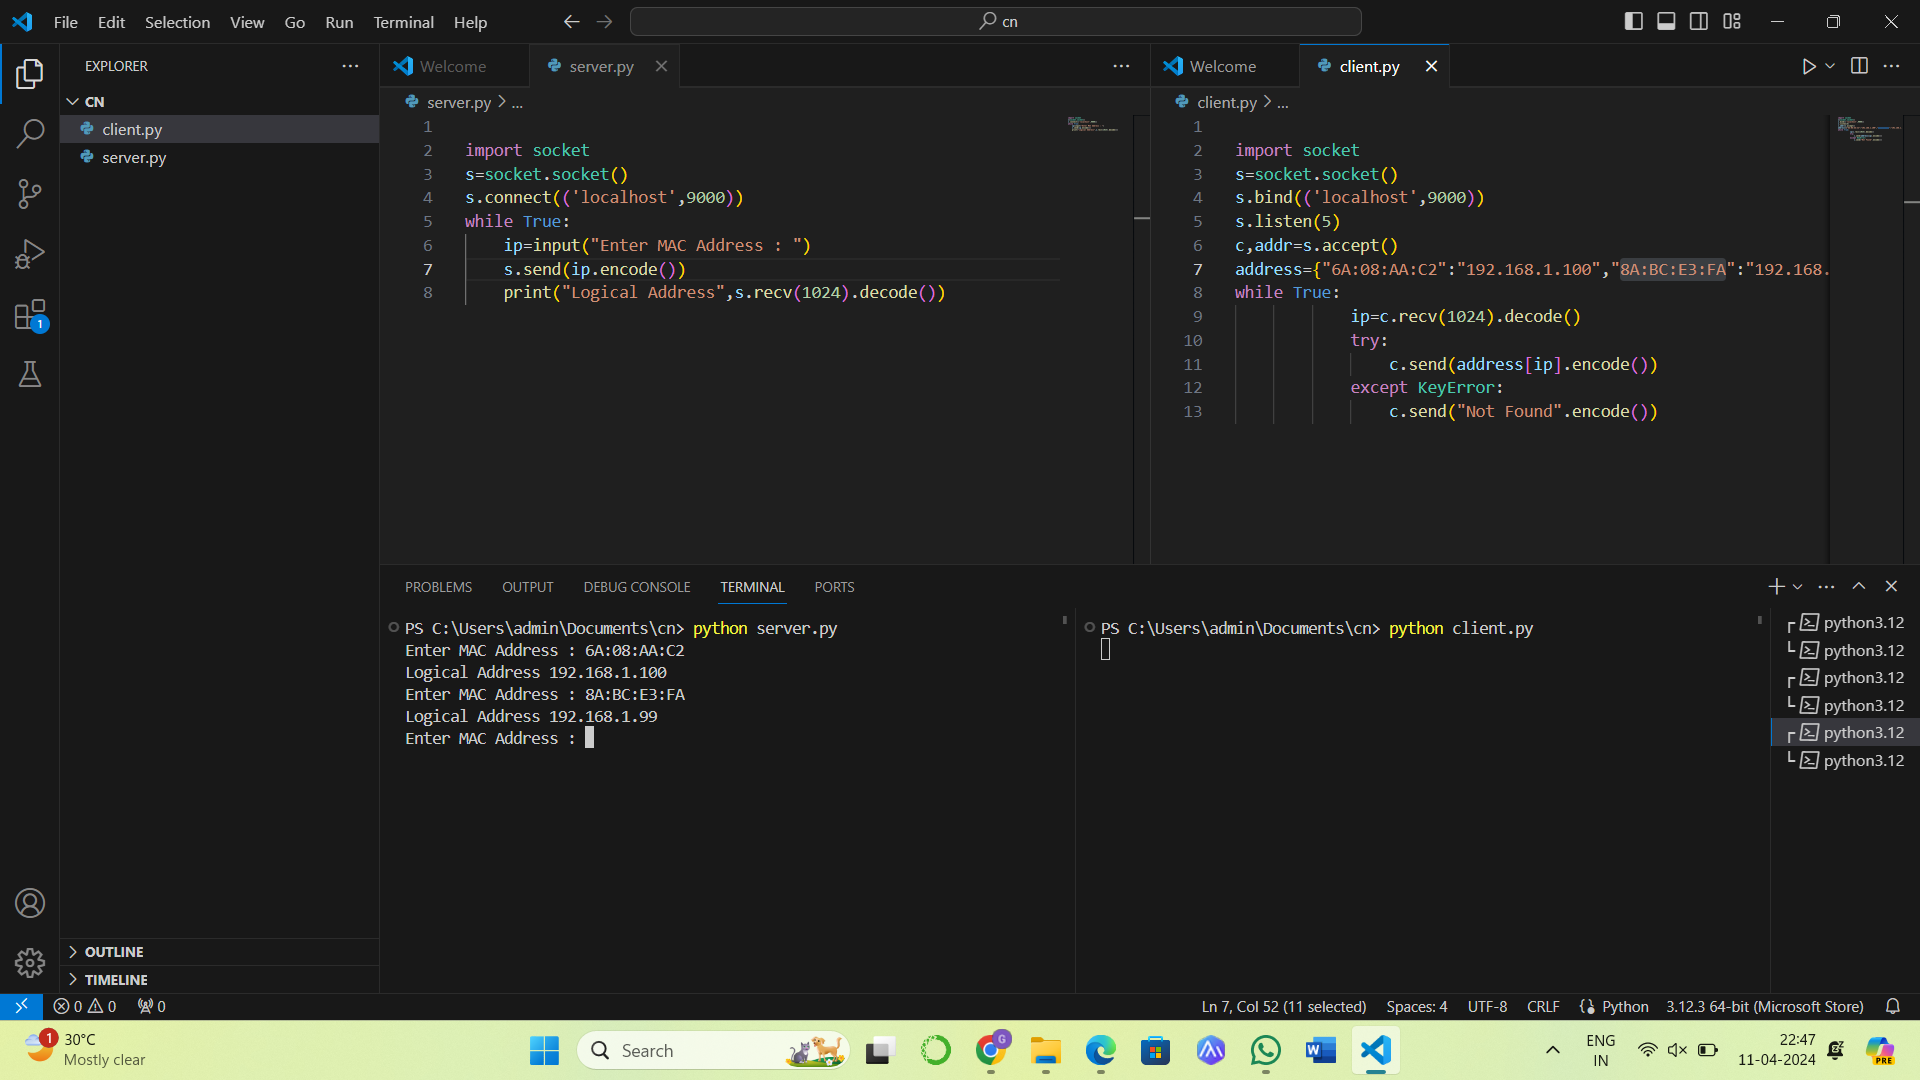 File Edit Selection View Go Run Terminal Help
cn
EXPLORER
CN
client.py
server.py
OUTLINE
TIMELINE
1
Welcome
server.py
server.py > ...
1
2 import socket
3 s=socket.socket()
4 s.connect(('localhost',9000))
5 while True:
6 ip=input("Enter MAC Address : ")
7 s.send(ip.encode())
8 print("Logical Address",s.recv(1024).decode())
Welcome
client.py
client.py > ...
1
2 import socket
3 s=socket.socket()
4 s.bind(('localhost',9000))
5 s.listen(5)
6 c,addr=s.accept()
7 address={"6A:08:AA:C2":"192.168.1.100","8A:BC:E3:FA":"192.168.
8 while True:
9 ip=c.recv(1024).decode()
10 try:
11 c.send(address[ip].encode())
12 except KeyError:
13 c.send("Not Found".encode())
PROBLEMS OUTPUT DEBUG CONSOLE TERMINAL PORTS
PS C:\Users\admin\Documents\cn> python server.py
Enter MAC Address : 6A:08:AA:C2
Logical Address 192.168.1.100
Enter MAC Address : 8A:BC:E3:FA
Logical Address 192.168.1.99
Enter MAC Address :
PS C:\Users\admin\Documents\cn> python client.py
python3.12
python3.12
python3.12
python3.12
python3.12
python3.12
0 0 0
Ln 7, Col 52 (11 selected) Spaces: 4 UTF-8 CRLF Python 3.12.3 64-bit (Microsoft Store)
1
30°C
Mostly clear
Search
G
W
PRE
ENG
IN
22:47
11-04-2024